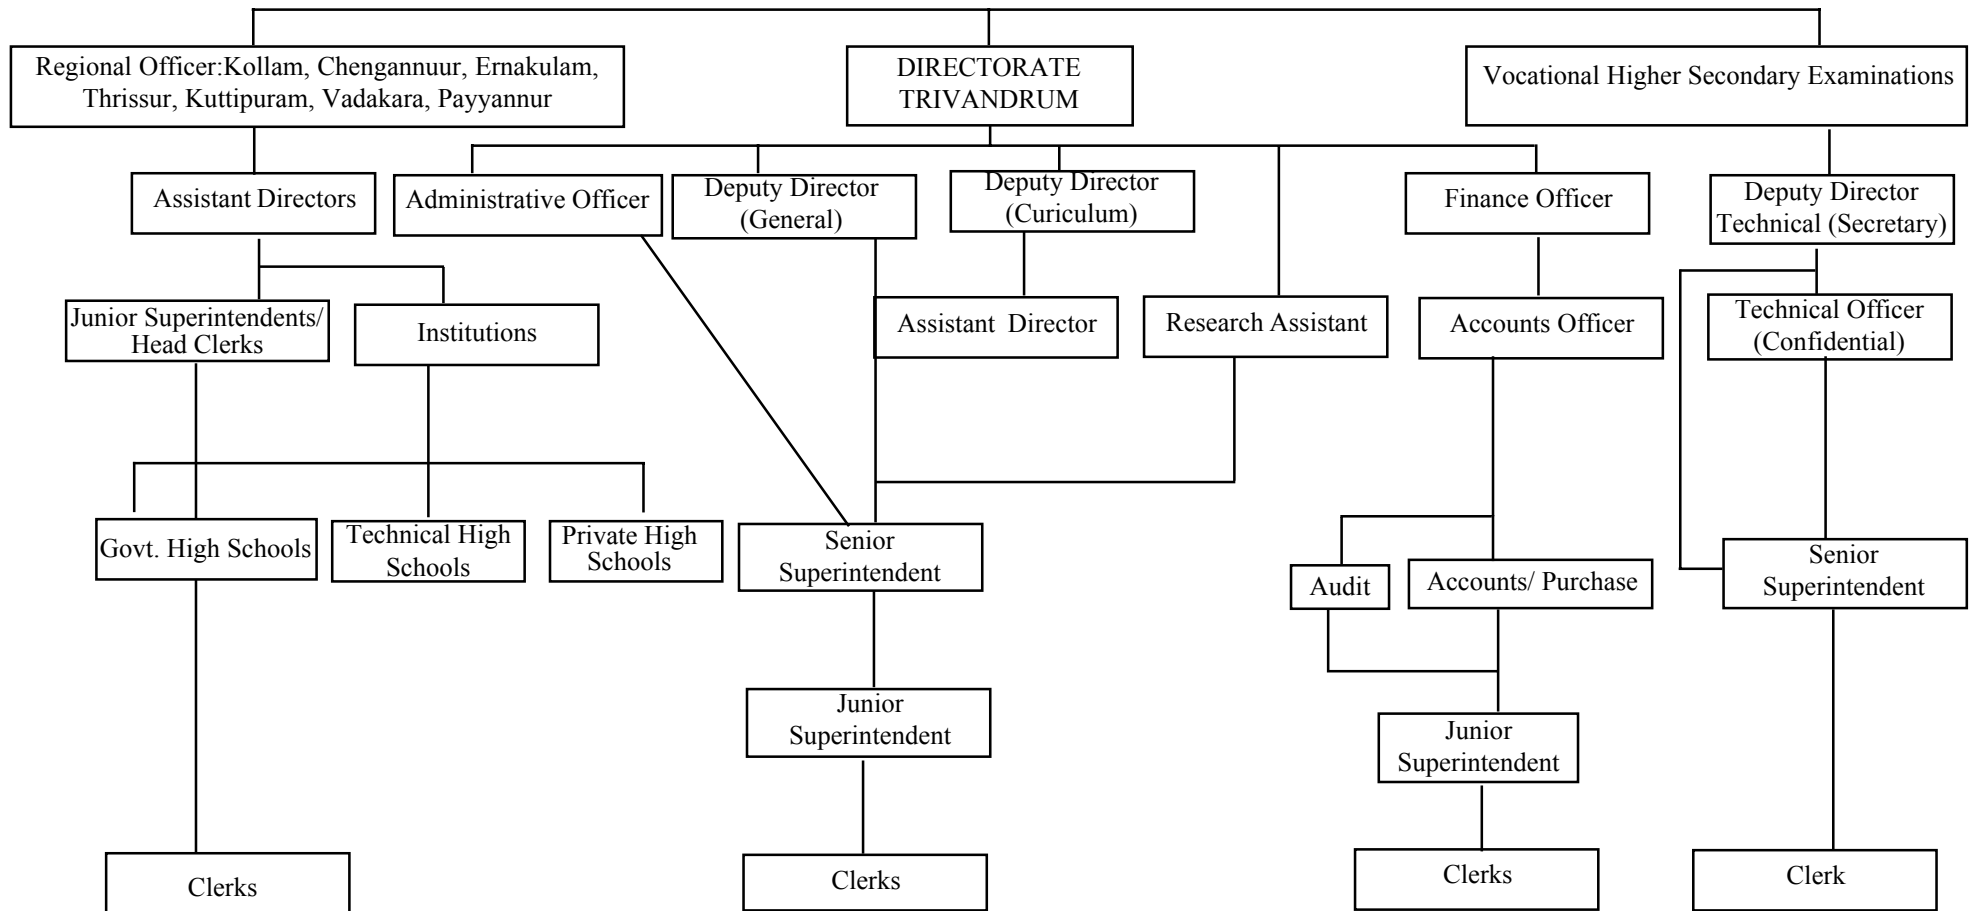 Regional Officer:Kollam, Chengannuur, Ernakulam,
Thrissur, Kuttipuram, Vadakara, Payyannur
DIRECTORATE
TRIVANDRUM
Vocational Higher Secondary Examinations
Assistant Directors
Administrative Officer
Deputy Director
(General)
Deputy Director
(Curiculum)
Finance Officer
Deputy Director
Technical (Secretary)
Junior Superintendents/
Head Clerks
Institutions
Assistant Director
Research Assistant
Accounts Officer
Technical Officer
(Confidential)
Govt. High Schools
Technical High
Schools
Private High
Schools
Senior
Superintendent
Audit
Accounts/ Purchase
Senior
Superintendent
Junior
Superintendent
Junior
Superintendent
Clerks
Clerks
Clerks
Clerk